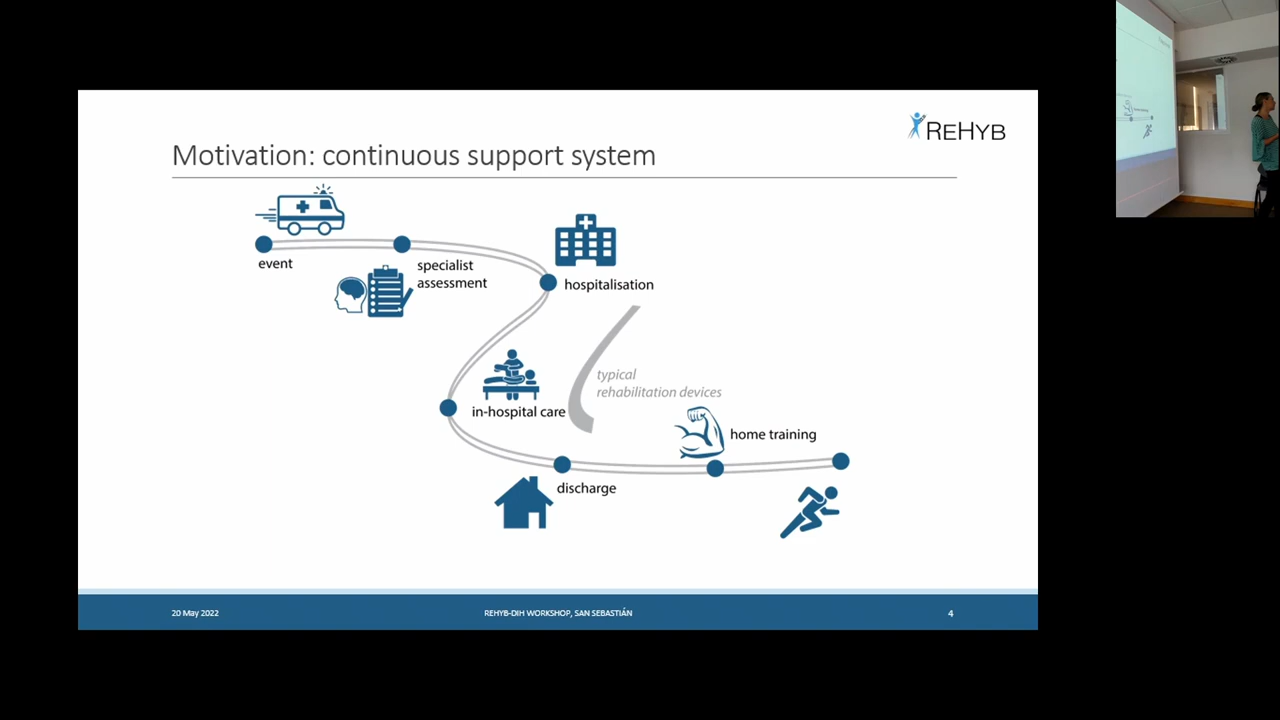 REHYB
Motivation: continuous support system
event
specialist
assessment
hospitalisation
typical
rehabilitation devices
in-hospital care
home training
discharge
20 May 2022
REHYB-DIH WORKSHOP, SAN SEBASTIÁN
4